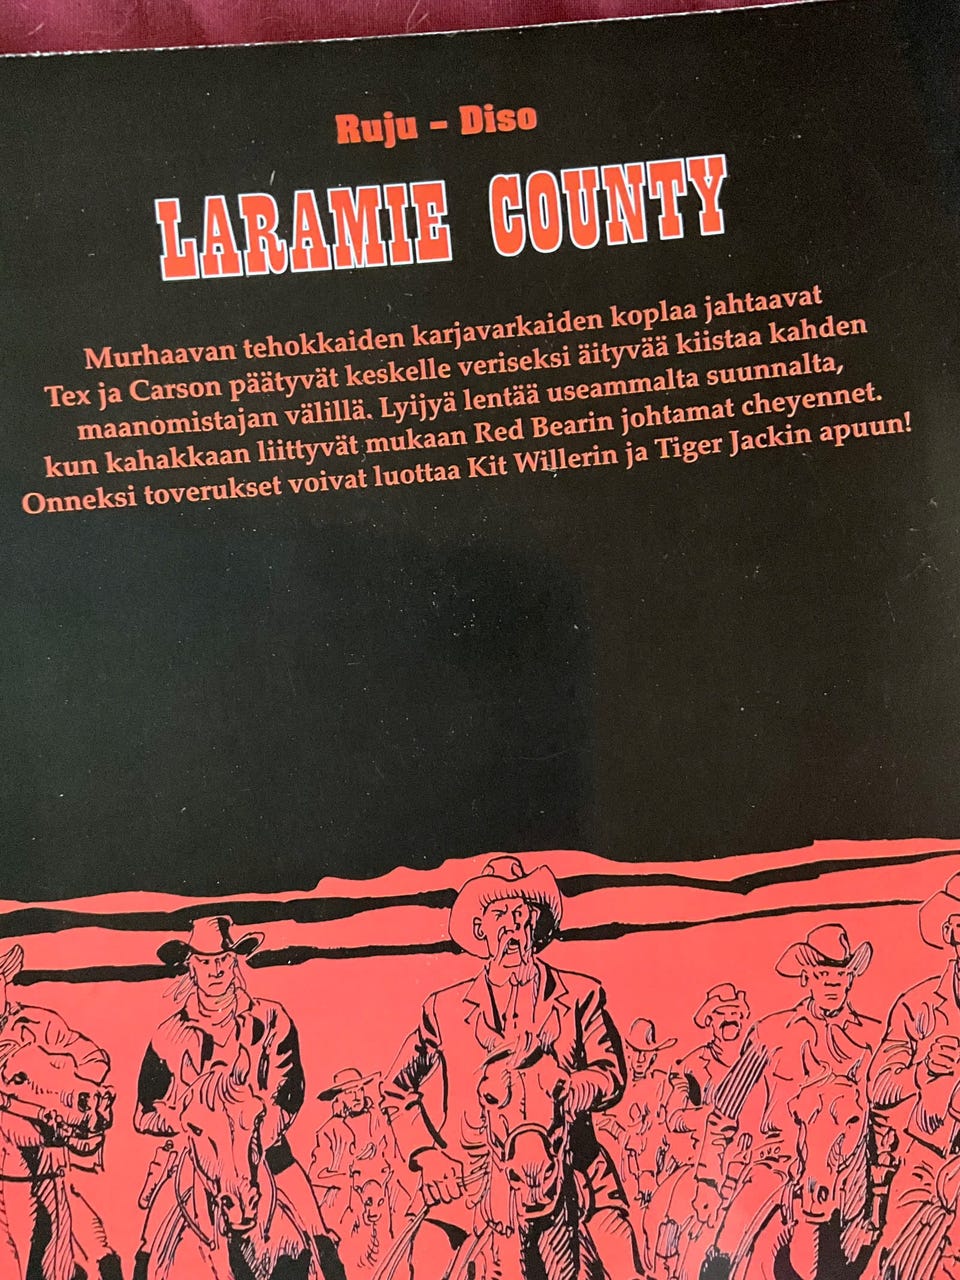 Ruju – Diso
LARAMIE COUNTY
Murhaavan tehokkaiden karjavarkaiden koplaa jahtaavat
Tex ja Carson päätyvät keskelle veriseksi äityvää kiistaa kahden
maanomistajan välillä. Lyijyä lentää useammalta suunnalta,
kun kahakkaan liittyvät mukaan Red Bearin johtamat cheyennet.
Onneksi toverukset voivat luottaa Kit Willerin ja Tiger Jackin apuun!